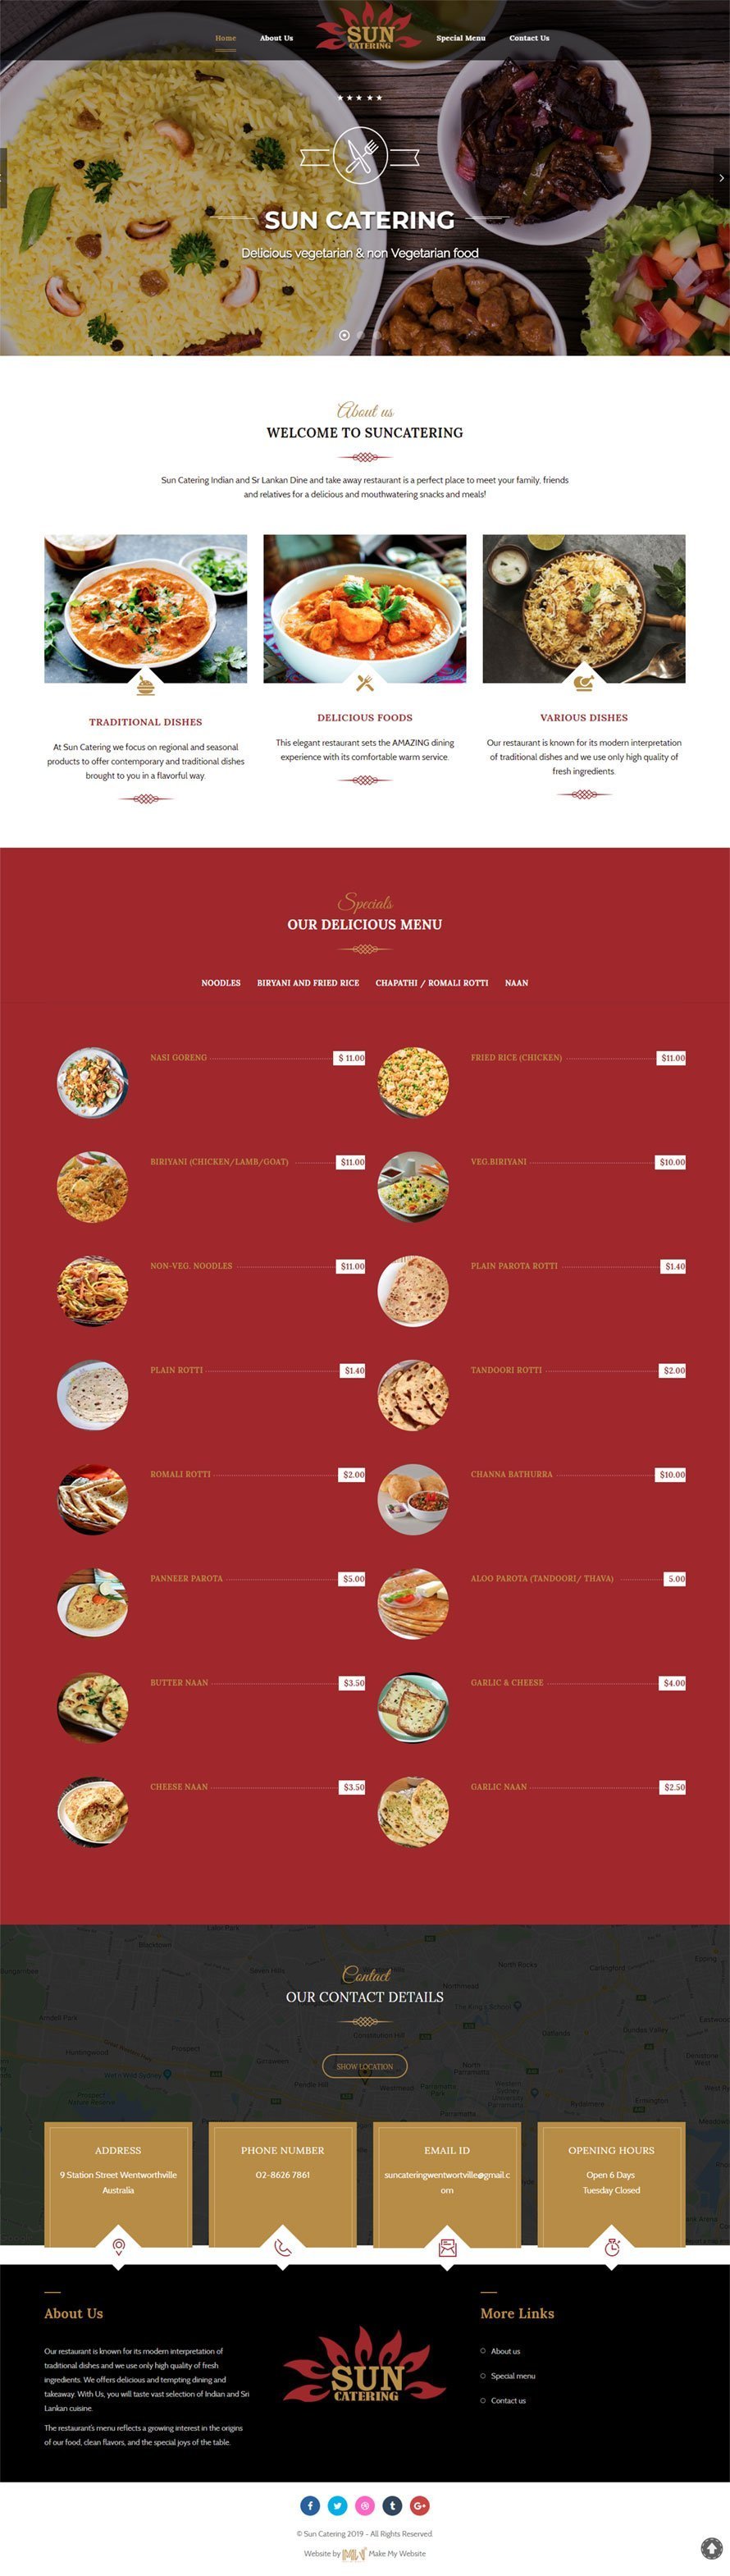 Home
About Us
SUN
CATERING
Special Menu
Contact Us
SUN CATERING
Delicious vegetarian & non Vegetarian food
About us
WELCOME TO SUNCATERING
Sun Catering Indian and Sr Lankan Dine and take away restaurant is a perfect place to meet your family, friends
and relatives for a delicious and mouthwatering snacks and meals!
TRADITIONAL DISHES
At Sun Catering we focus on regional and seasonal
products to offer contemporary and traditional dishes
brought to you in a flavorful way.
DELICIOUS FOODS
This elegant restaurant sets the AMAZING dining
experience with its comfortable warm service.
VARIOUS DISHES
Our restaurant is known for its modern interpretation
of traditional dishes and we use only high quality of
fresh ingredients.
Specials
OUR DELICIOUS MENU
NOODLES BIRYANI AND FRIED RICE CHAPATHI / ROMALI ROTTI NAAN
NASI GORENG $ 11.00
FRIED RICE (CHICKEN) $11.00
BIRIYANI (CHICKEN/LAMB/GOAT) $11.00
VEG.BIRIYANI $10.00
NON-VEG. NOODLES $11.00
PLAIN PAROTA ROTTI $1.40
PLAIN ROTTI $1.40
TANDOORI ROTTI $2.00
ROMALI ROTTI $2.00
CHANNA BATHURRA $10.00
PANNEER PAROTA $5.00
ALOO PAROTA (TANDOORI/ THAVA) 5.00
BUTTER NAAN $3.50
GARLIC & CHEESE $4.00
CHEESE NAAN $3.50
GARLIC NAAN $2.50
Contact
OUR CONTACT DETAILS
SHOW LOCATION
ADDRESS
9 Station Street Wentworthville
Australia
PHONE NUMBER
02-8626 7861
EMAIL ID
suncateringwentwortville@gmail.c
om
OPENING HOURS
Open 6 Days
Tuesday Closed
About Us
Our restaurant is known for its modern interpretation of
traditional dishes and we use only high quality of fresh
ingredients. We offers delicious and tempting dining and
takeaway. With Us, you will taste vast selection of Indian and Sri
Lankan cuisine.
The restaurant's menu reflects a growing interest in the origins
of our food, clean flavors, and the special joys of the table.
SUN
CATERING
More Links
About us
Special menu
Contact us
© Sun Catering 2019 - All Rights Reserved.
Website by MW Make My Website